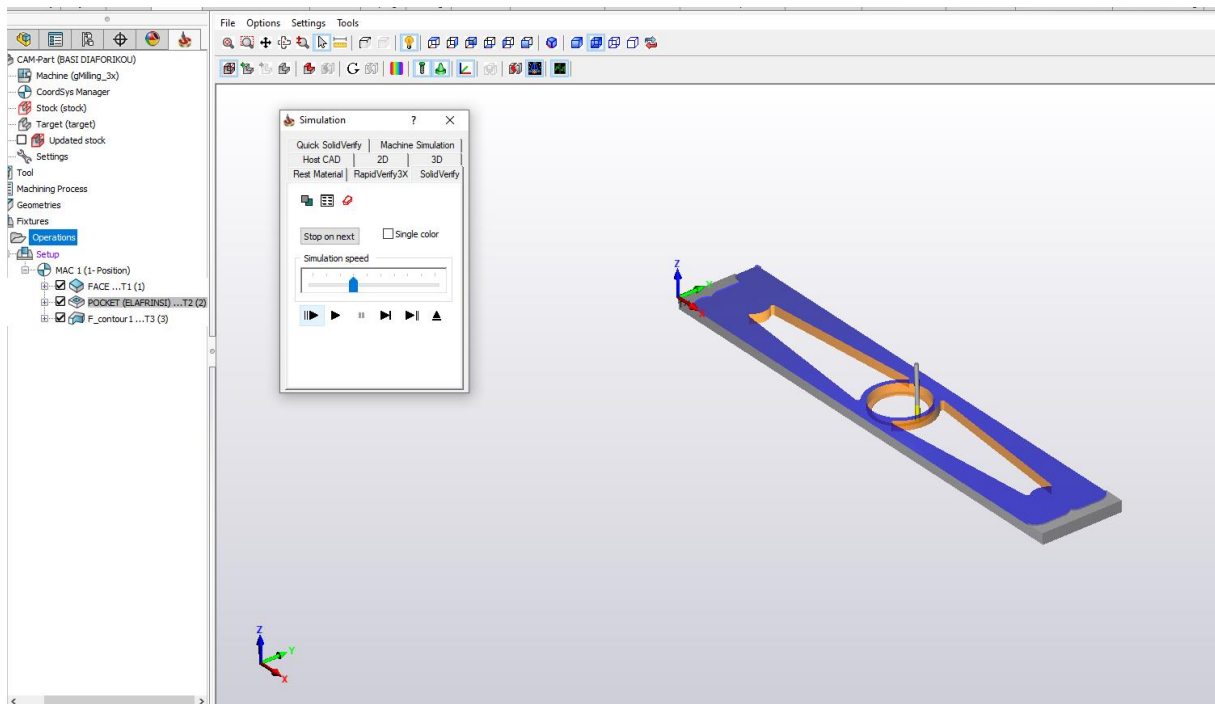 File Options Settings Tools
CAM-Part (BASI DIAFORIKOU)
Machine (gMilling_3x)
CoordSys Manager
Stock (stock)
Target (target)
Updated stock
Settings
Tool
Machining Process
Geometries
Fixtures
Operations
Setup
MAC 1 (1- Position)
FACE ...T1 (1)
POCKET (ELAFRINSI) ...T2 (2)
F_contour1 ...T3 (3)
Simulation ? X
Quick SolidVerify Machine Simulation
Host CAD 2D 3D
Rest Material RapidVerify3X SolidVerify
Stop on next Single color
Simulation speed
Z
X
Z
Y
X